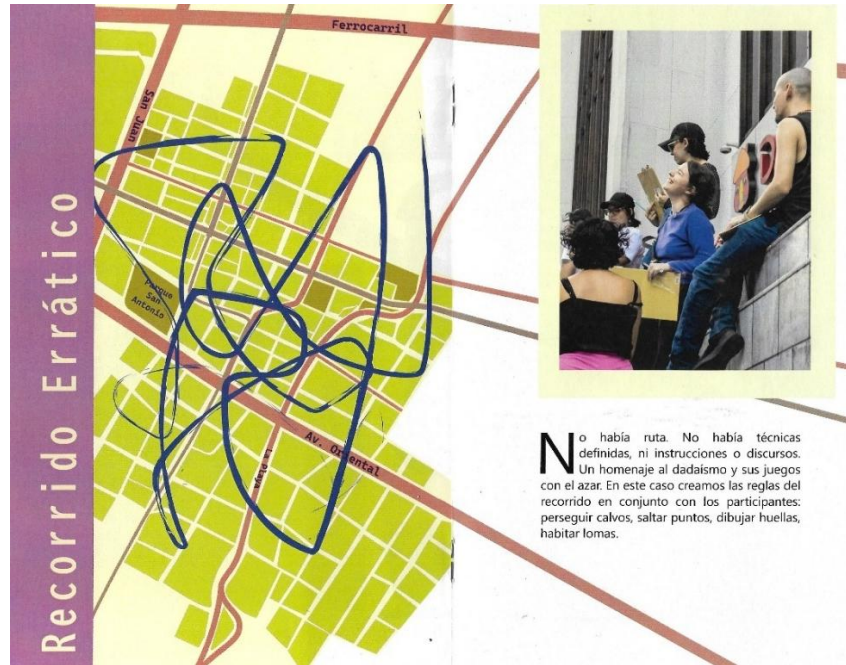 Recorrido Errático
Ferrocarril
San Juan
Parque
San
Antonio
Av. Oriental
La Playa
No había ruta. No había técnicas
definidas, ni instrucciones o discursos.
Un homenaje al dadaísmo y sus juegos
con el azar. En este caso creamos las reglas del
recorrido en conjunto con los participantes:
perseguir calvos, saltar puntos, dibujar huellas,
habitar lomas.